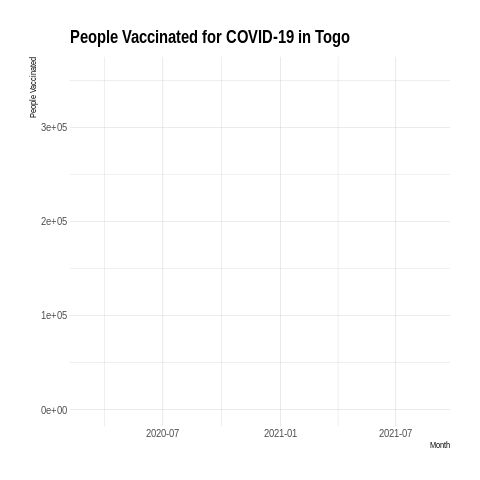 People Vaccinated for COVID-19 in Togo
People Vaccinated
3e+05
2e+05
1e+05
0e+00
2020-07 2021-01 2021-07
Month